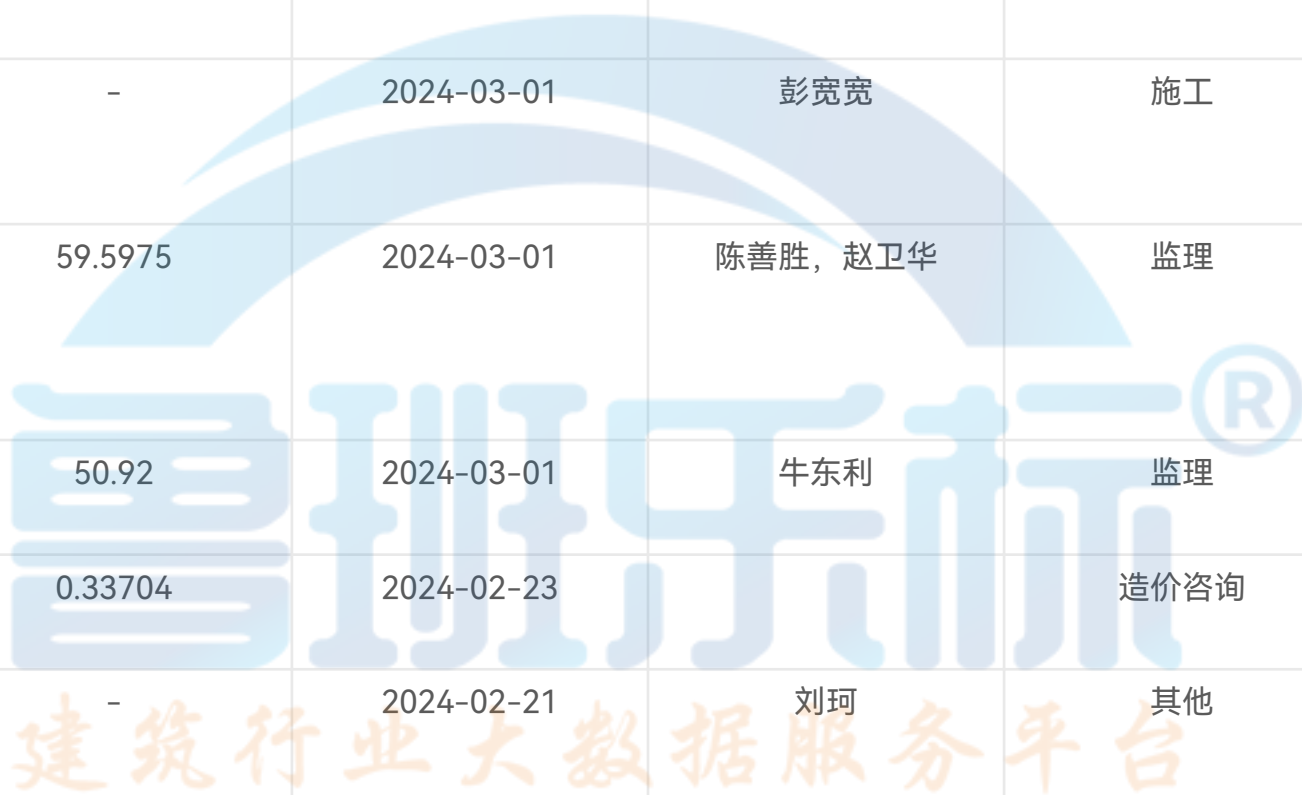 - 2024-03-01 彭宽宽 施工
59.5975 2024-03-01 陈善胜，赵卫华 监理
®
鲁班乐标
50.92 2024-03-01 牛东利 监理
0.33704 2024-02-23 造价咨询
- 2024-02-21 刘珂 其他
建筑行业大数据服务平台